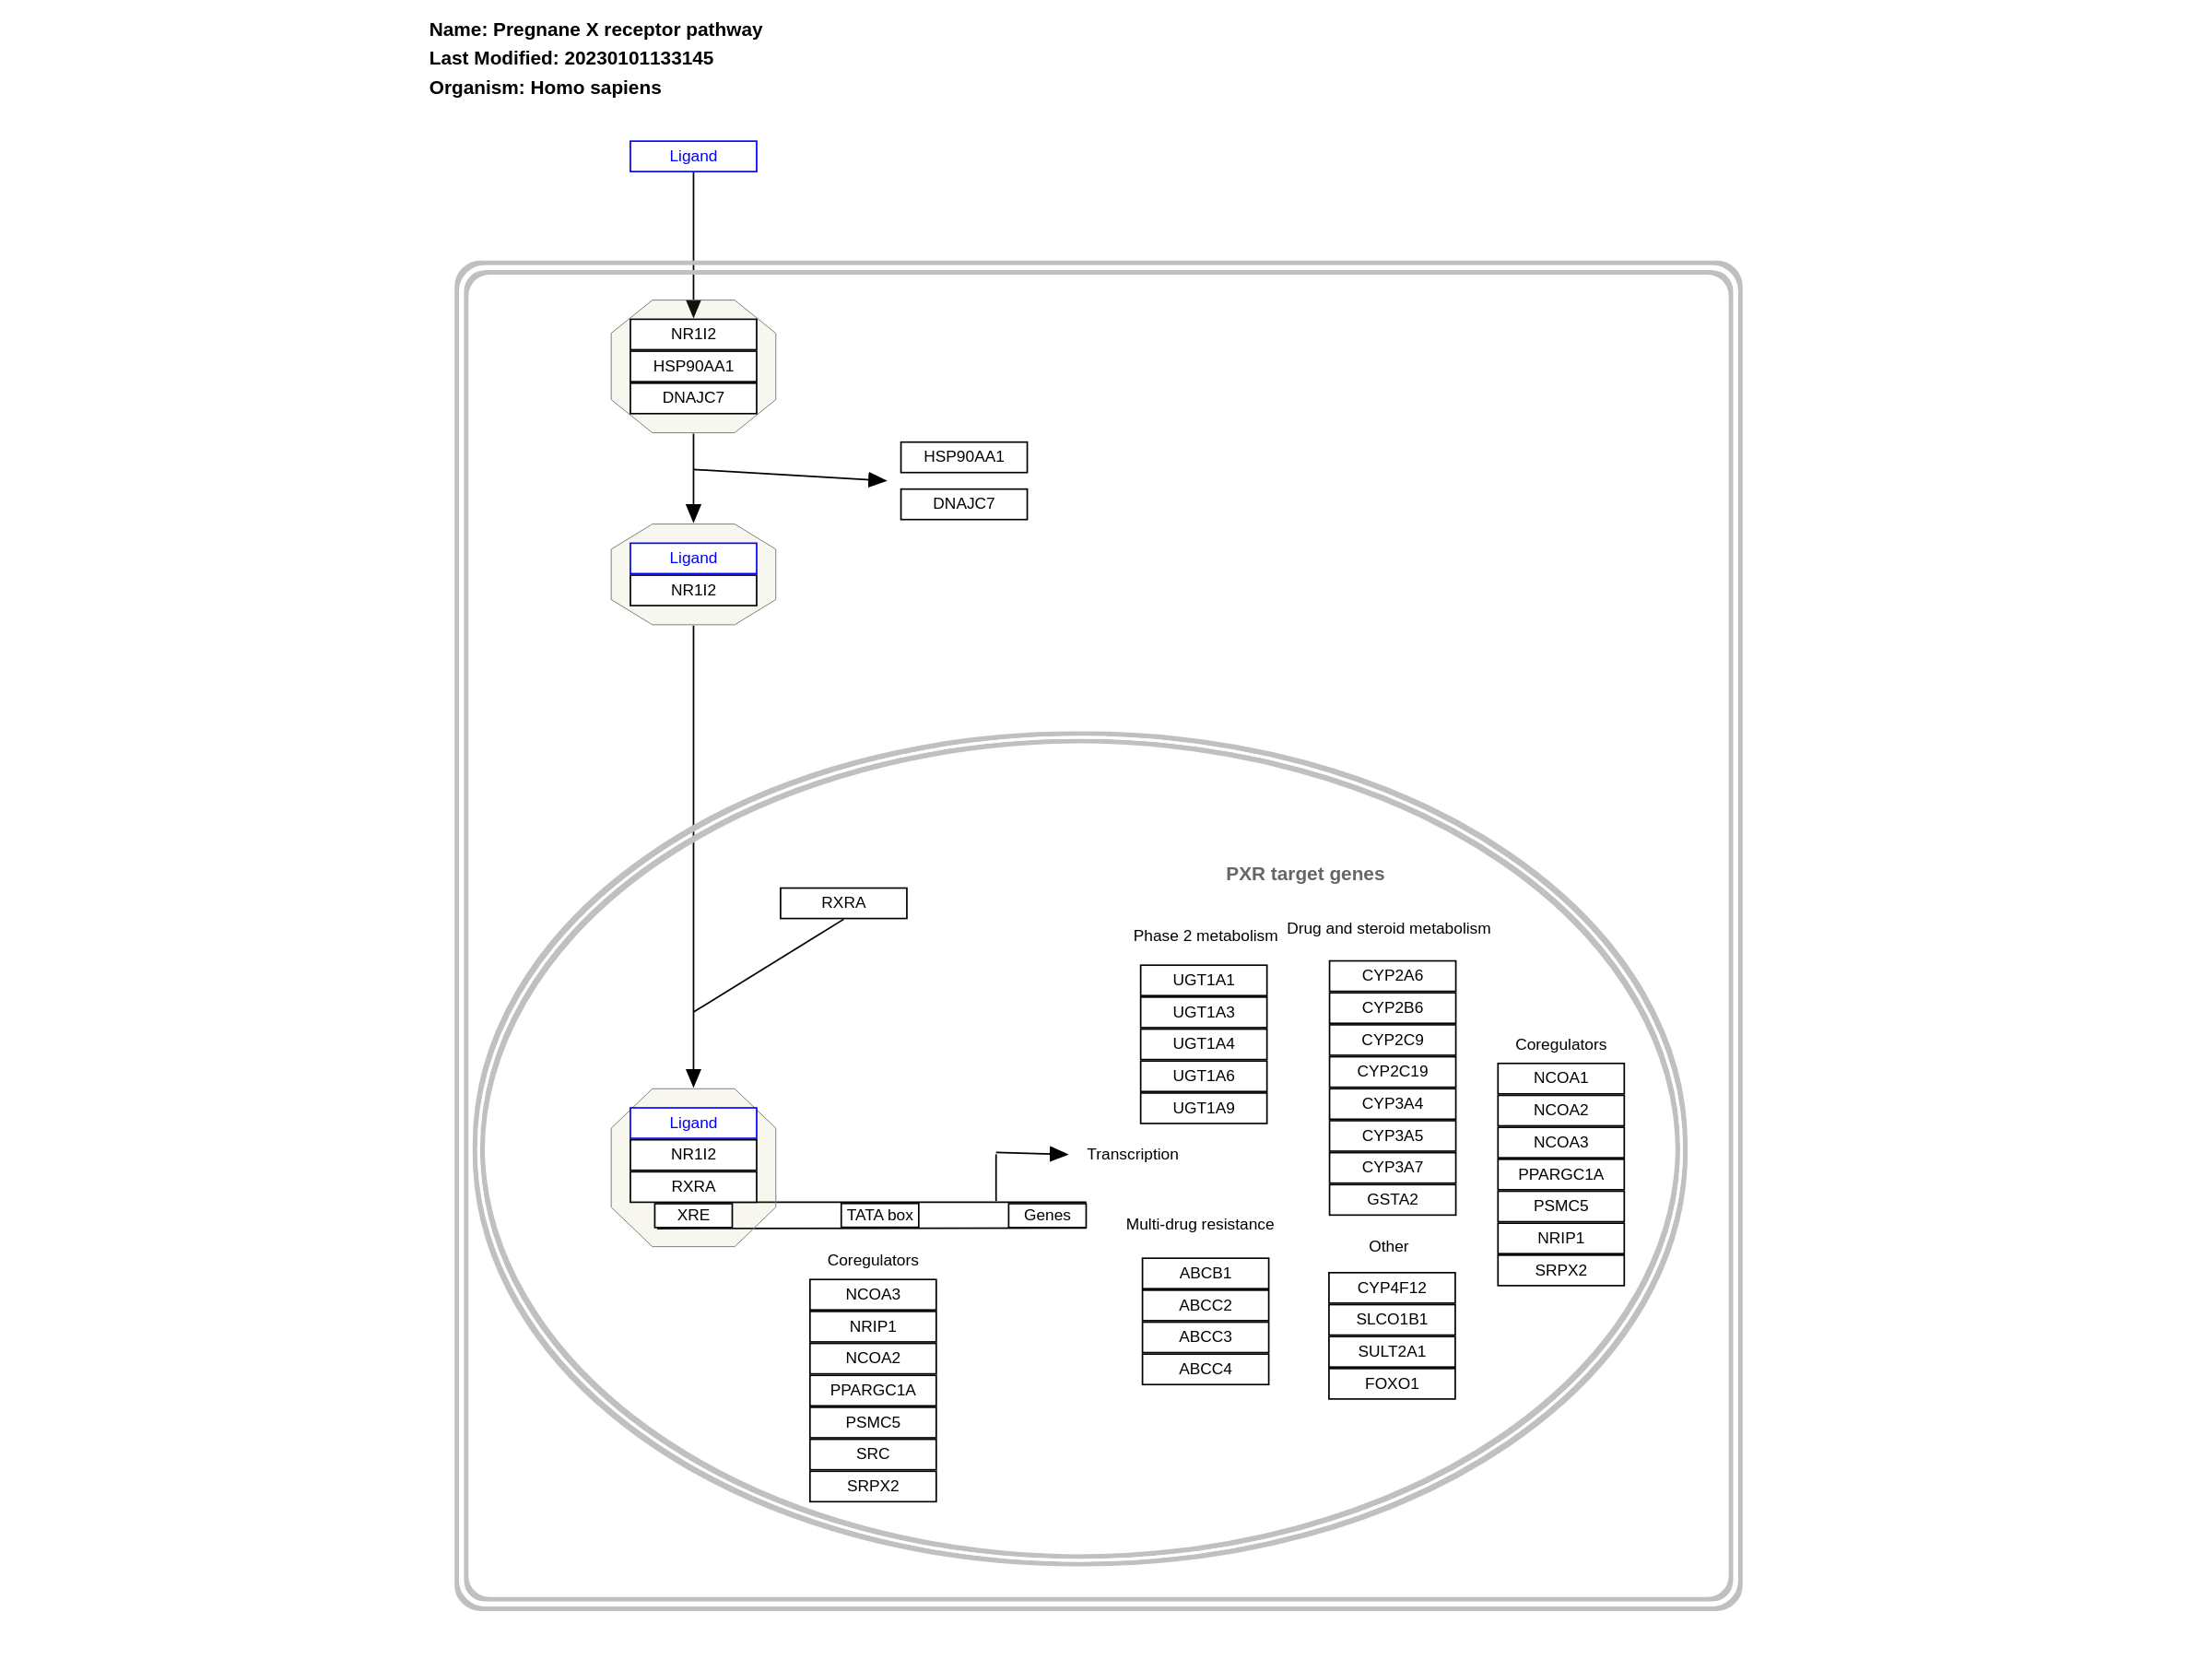 Name: Pregnane X receptor pathway
Last Modified: 20230101133145
Organism: Homo sapiens
Ligand
NR1I2
HSP90AA1
DNAJC7
HSP90AA1
DNAJC7
Ligand
NR1I2
RXRA
Ligand
NR1I2
RXRA
XRE
TATA box
Genes
Transcription
Coregulators
NCOA3
NRIP1
NCOA2
PPARGC1A
PSMC5
SRC
SRPX2
PXR target genes
Phase 2 metabolism
UGT1A1
UGT1A3
UGT1A4
UGT1A6
UGT1A9
Multi-drug resistance
ABCB1
ABCC2
ABCC3
ABCC4
Drug and steroid metabolism
CYP2A6
CYP2B6
CYP2C9
CYP2C19
CYP3A4
CYP3A5
CYP3A7
GSTA2
Other
CYP4F12
SLCO1B1
SULT2A1
FOXO1
Coregulators
NCOA1
NCOA2
NCOA3
PPARGC1A
PSMC5
NRIP1
SRPX2